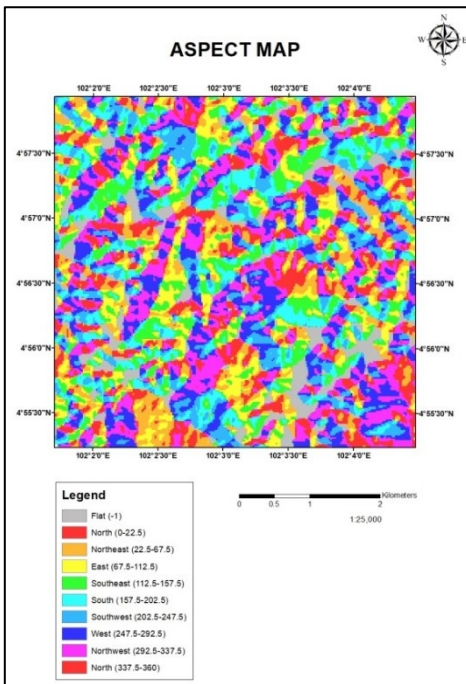 N
W E
S
ASPECT MAP
102°2'0"E 102°2'30"E 102°3'0"E 102°3'30"E 102°4'0"E
4°57'30"N 4°57'30"N
4°57'0"N 4°57'0"N
4°56'30"N 4°56'30"N
4°56'0"N 4°56'0"N
4°55'30"N 4°55'30"N
102°2'0"E 102°2'30"E 102°3'0"E 102°3'30"E 102°4'0"E
Legend
Flat (-1)
North (0-22.5)
Northeast (22.5-67.5)
East (67.5-112.5)
Southeast (112.5-157.5)
South (157.5-202.5)
Southwest (202.5-247.5)
West (247.5-292.5)
Northwest (292.5-337.5)
North (337.5-360)
Kilometers
0 0.5 1 2
1:25,000